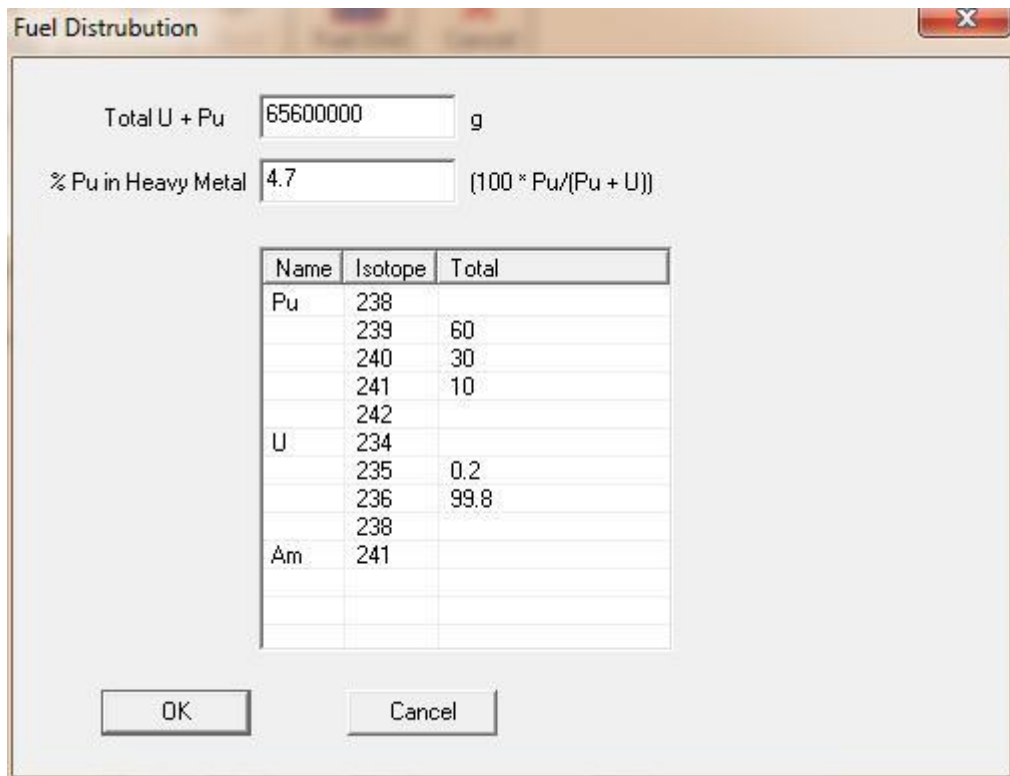 Fuel Distrubution
Total U + Pu 65600000 g
% Pu in Heavy Metal 4.7 (100 * Pu/(Pu + U))
Name Isotope Total
Pu 238
239 60
240 30
241 10
242
U 234
235 0.2
236 99.8
238
Am 241
OK Cancel